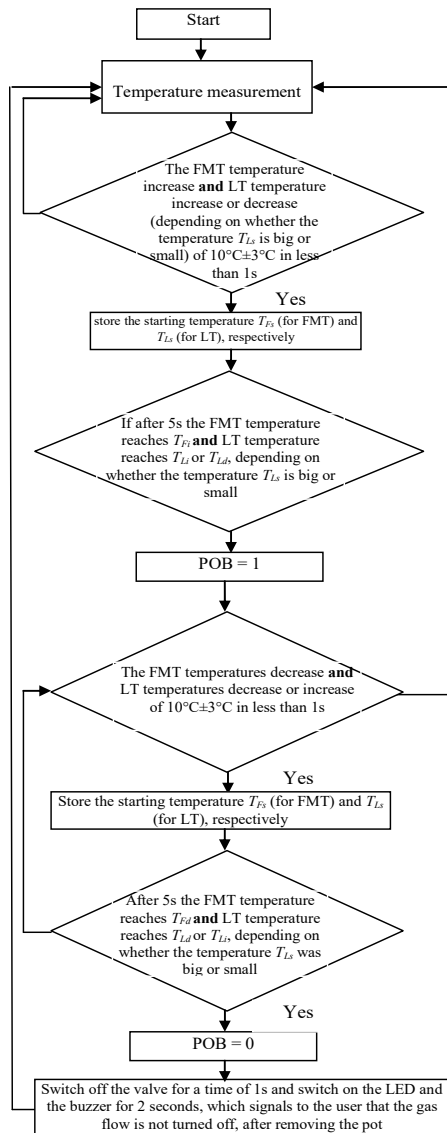 Start
Temperature measurement
The FMT temperature
increase and LT temperature
increase or decrease
(depending on whether the
temperature TLs is big or
small) of 10°C±3°C in less
than 1s
Yes
store the starting temperature TFs (for FMT) and
TLs (for LT), respectively
If after 5s the FMT temperature
reaches TFi and LT temperature
reaches TLi or TLd, depending on
whether the temperature TLs is big or
small
POB = 1
The FMT temperatures decrease and
LT temperatures decrease or increase
of 10°C±3°C in less than 1s
Yes
Store the starting temperature TFs (for FMT) and TLs
(for LT), respectively
After 5s the FMT temperature
reaches TFd and LT temperature
reaches TLd or TLi, depending on
whether the temperature TLs was
big or small
Yes
POB = 0
Switch off the valve for a time of 1s and switch on the LED and
the buzzer for 2 seconds, which signals to the user that the gas
flow is not turned off, after removing the pot